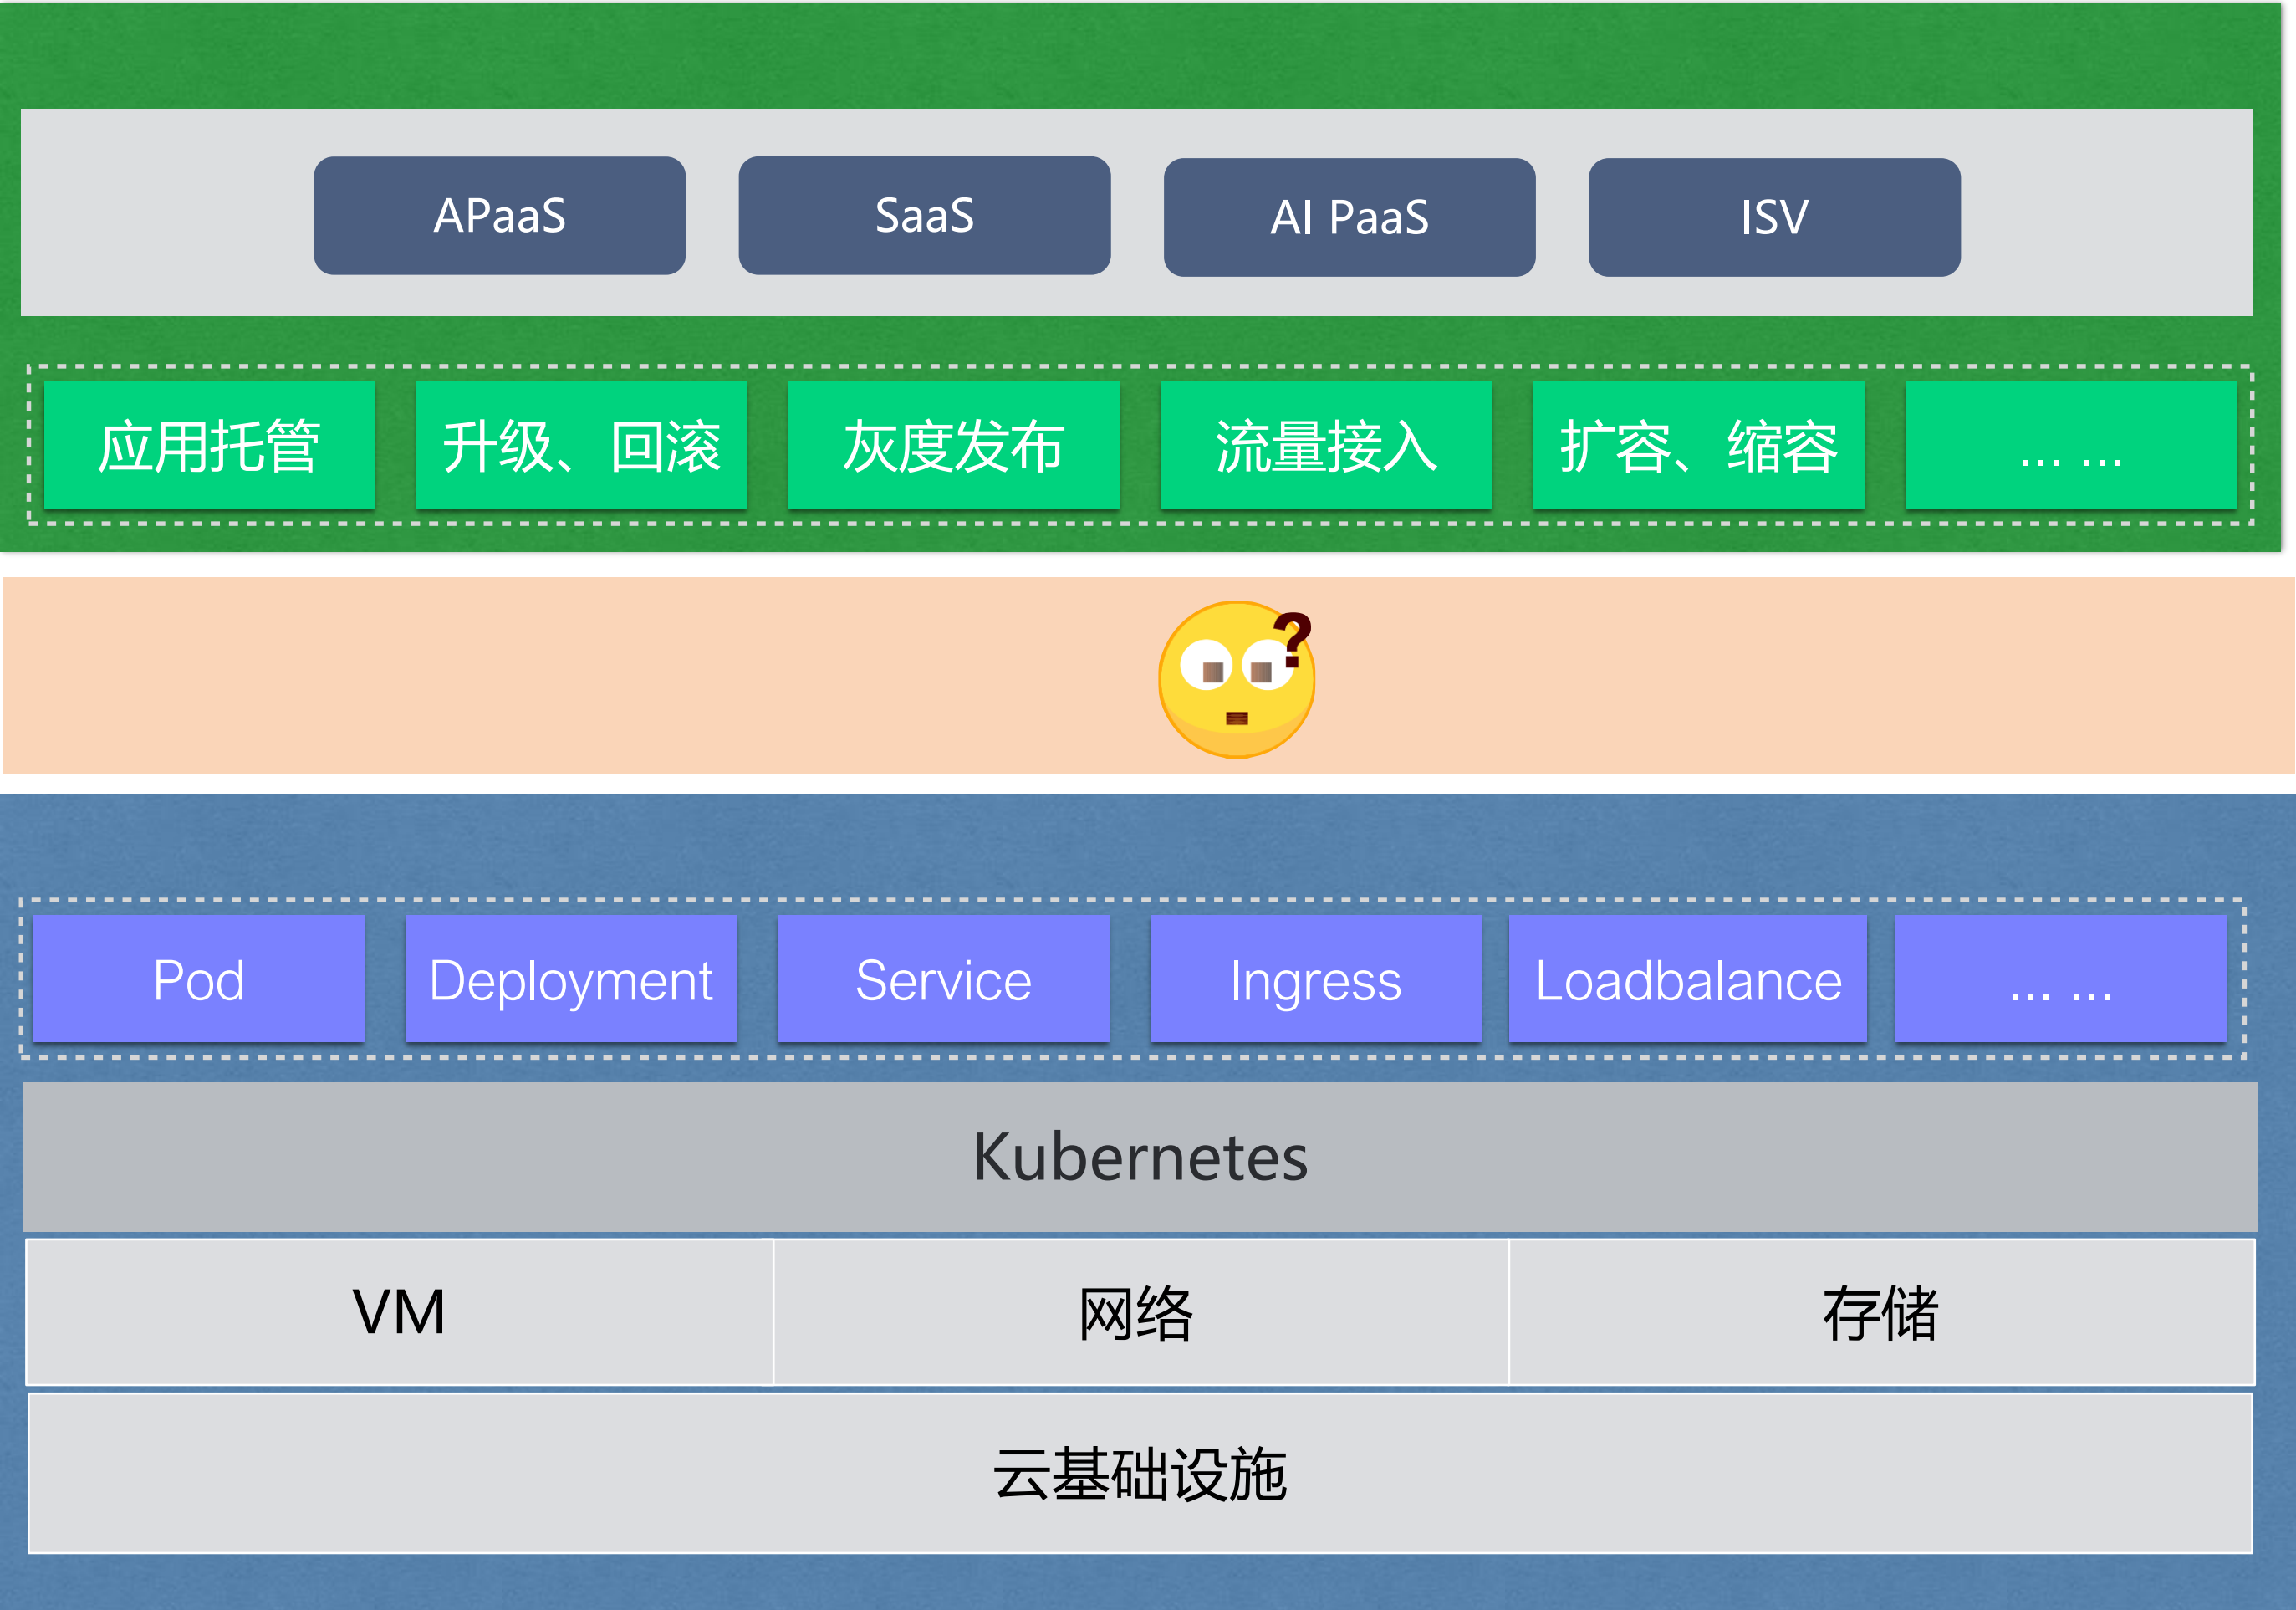 APaaS
SaaS
AI PaaS
ISV
应用托管
升级、回滚
灰度发布
流量接入
扩容、缩容
... ...
?
Pod
Deployment
Service
Ingress
Loadbalance
... ...
Kubernetes
VM
网络
存储
云基础设施